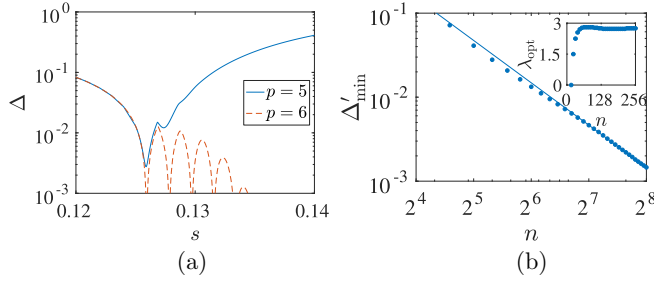 10^0
10^-1
10^-2
10^-3
Δ
p = 5
p = 6
0.12
0.13
0.14
s
(a)
10^-1
10^-2
10^-3
Δ'min
3
1.5
0
λopt
0
128
256
n
2^4
2^5
2^6
2^7
2^8
n
(b)